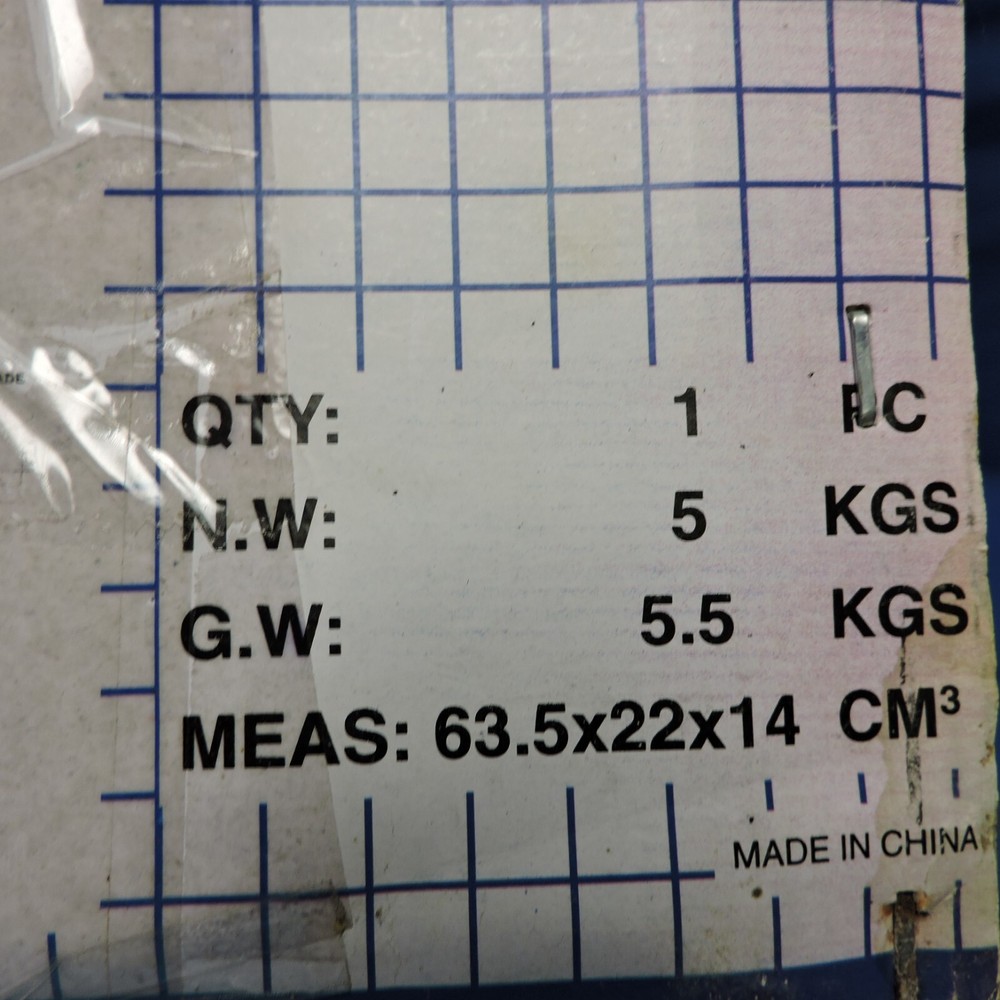 QTY: 1 PC
N.W: 5 KGS
G.W: 5.5 KGS
MEAS: 63.5x22x14 CM³
MADE IN CHINA